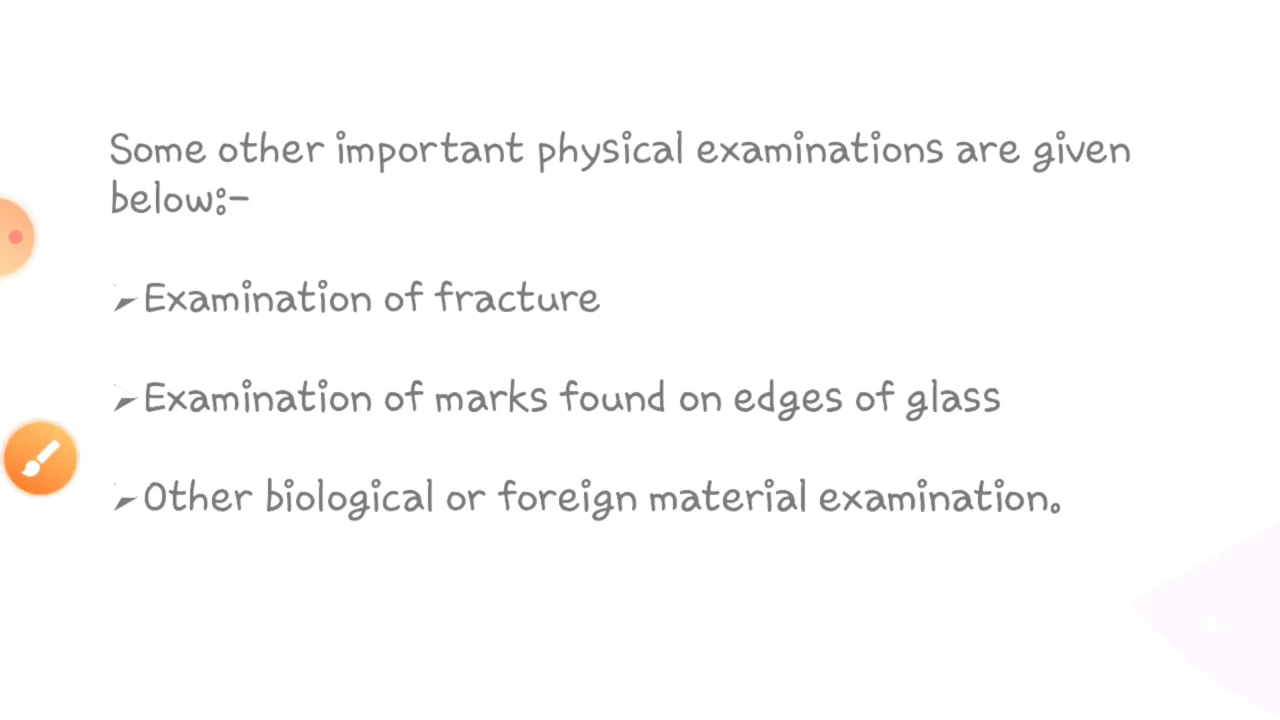 Some other important physical examinations are given
below:-
➢Examination of fracture
➢Examination of marks found on edges of glass
➢Other biological or foreign material examination.